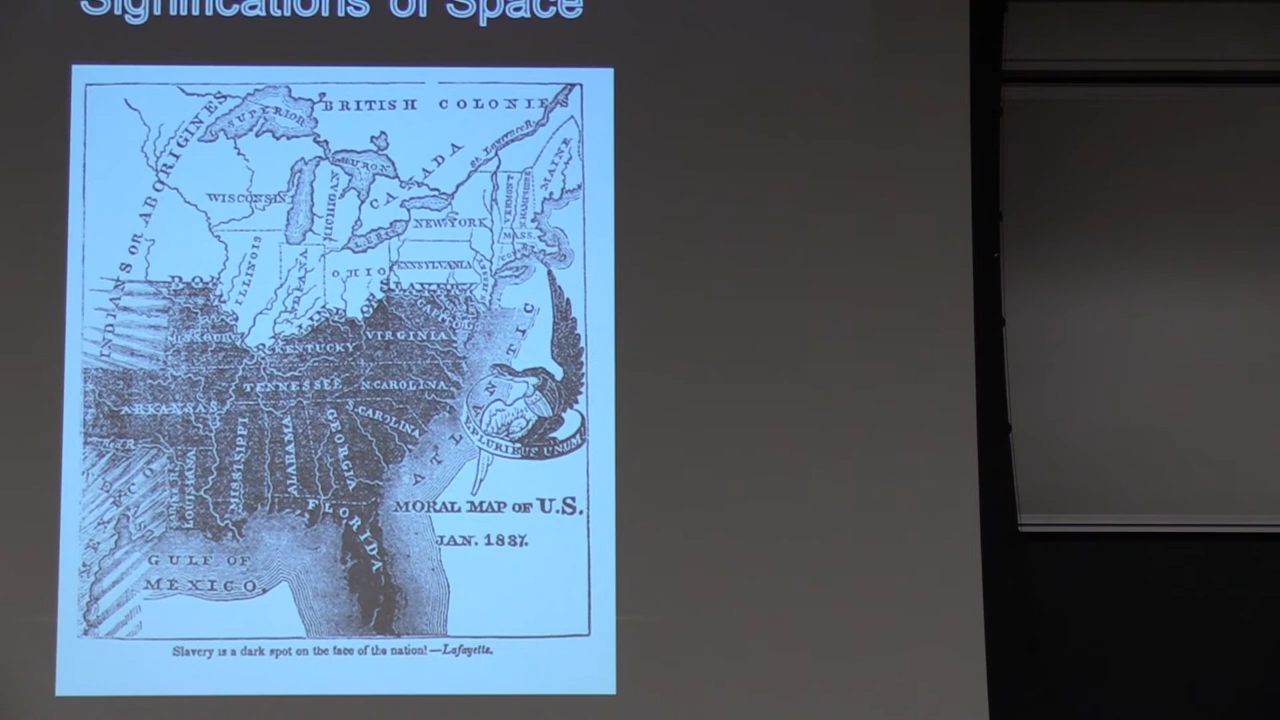 Significations of Space
BRITISH COLONIES
SUPERIOR
INDIANS OR ABORIGINES
HURON
CANADA
St. Lawrence R.
MAINE
WISCONSIN
MICHIGAN
VERMONT
N. HAMPSHIRE
NEW YORK
MASS.
ERIE
ILLINOIS
INDIANA
OHIO
PENNSYLVANIA
MISSOURI
KENTUCKY
VIRGINIA
TENNESSEE
N. CAROLINA
ARKANSAS
S. CAROLINA
MISSISSIPPI
ALABAMA
GEORGIA
LOUISIANA
FLORIDA
MEXICO
ATLANTIC
E PLURIBUS UNUM
MORAL MAP OF U.S.
JAN. 1837.
GULF OF
MEXICO.
Slavery is a dark spot on the face of the nation!—Lafayette.